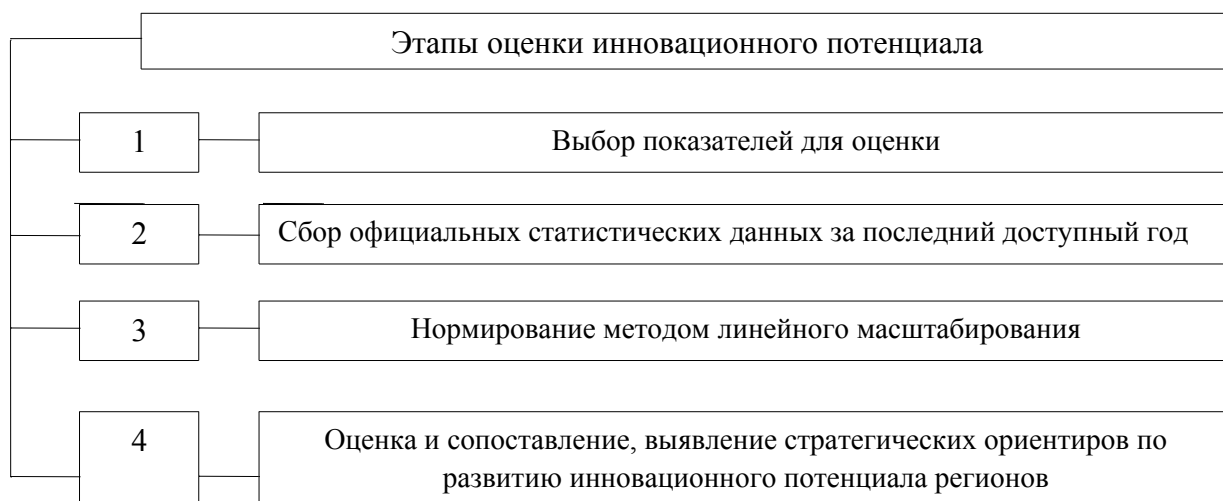 Этапы оценки инновационного потенциала
1
Выбор показателей для оценки
2
Сбор официальных статистических данных за последний доступный год
3
Нормирование методом линейного масштабирования
4
Оценка и сопоставление, выявление стратегических ориентиров по
развитию инновационного потенциала регионов